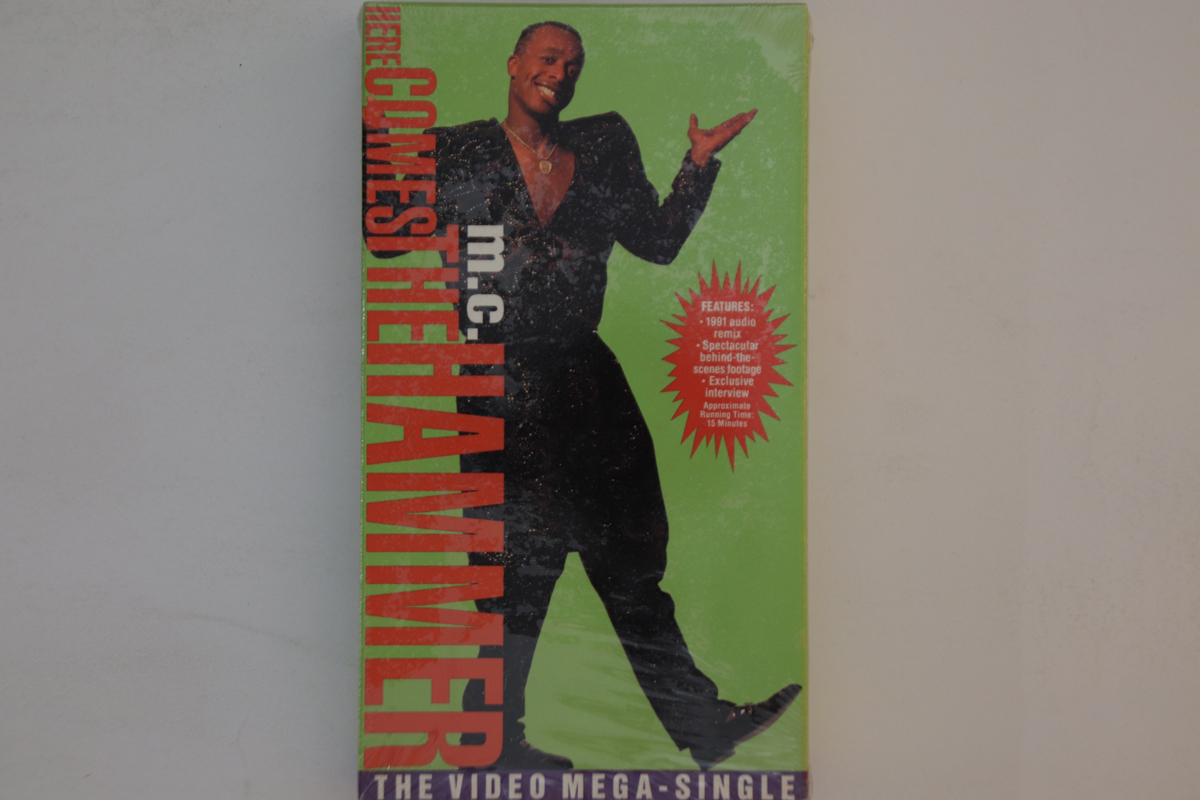 HERE COMES THE HAMMER
m.c. HAMMER
FEATURES:
• 1991 audio
remix
• Spectacular
behind-the-
scenes footage
• Exclusive
interview
Approximate
Running Time:
15 Minutes
THE VIDEO MEGA-SINGLE